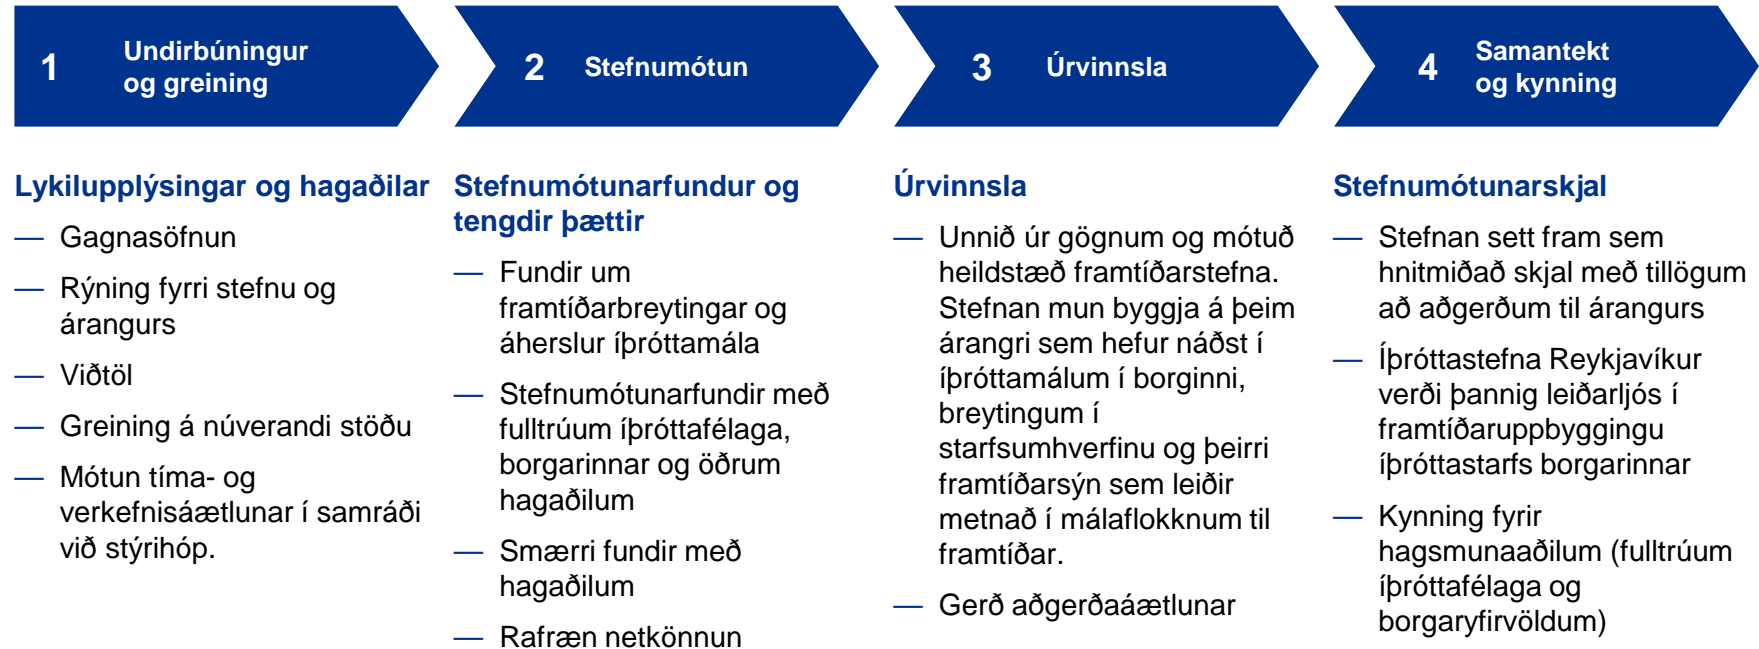 1
Undirbúningur
og greining
2
Stefnumótun
3
Úrvinnsla
4
Samantekt
og kynning
Lykilupplýsingar og hagaðilar
— Gagnasöfnun
— Rýning fyrri stefnu og
árangurs
— Viðtöl
— Greining á núverandi stöðu
— Mótun tíma- og
verkefnisáætlunar í samráði
við stýrihóp.
Stefnumótunarfundur og
tengdir þættir
— Fundir um
framtíðarbreytingar og
áherslur íþróttamála
— Stefnumótunarfundir með
fulltrúum íþróttafélaga,
borgarinnar og öðrum
hagaðilum
— Smærri fundir með
hagaðilum
— Rafræn netkönnun
Úrvinnsla
— Unnið úr gögnum og mótuð
heildstæð framtíðarstefna.
Stefnan mun byggja á þeim
árangri sem hefur náðst í
íþróttamálum í borginni,
breytingum í
starfsumhverfinu og þeirri
framtíðarsýn sem leiðir
metnað í málaflokknum til
framtíðar.
— Gerð aðgerðaáætlunar
Stefnumótunarskjal
— Stefnan sett fram sem
hnitmiðað skjal með tillögum
að aðgerðum til árangurs
— Íþróttastefna Reykjavíkur
verði þannig leiðarljós í
framtíðaruppbyggingu
íþróttastarfs borgarinnar
— Kynning fyrir
hagsmunaaðilum (fulltrúum
íþróttafélaga og
borgaryfirvöldum)